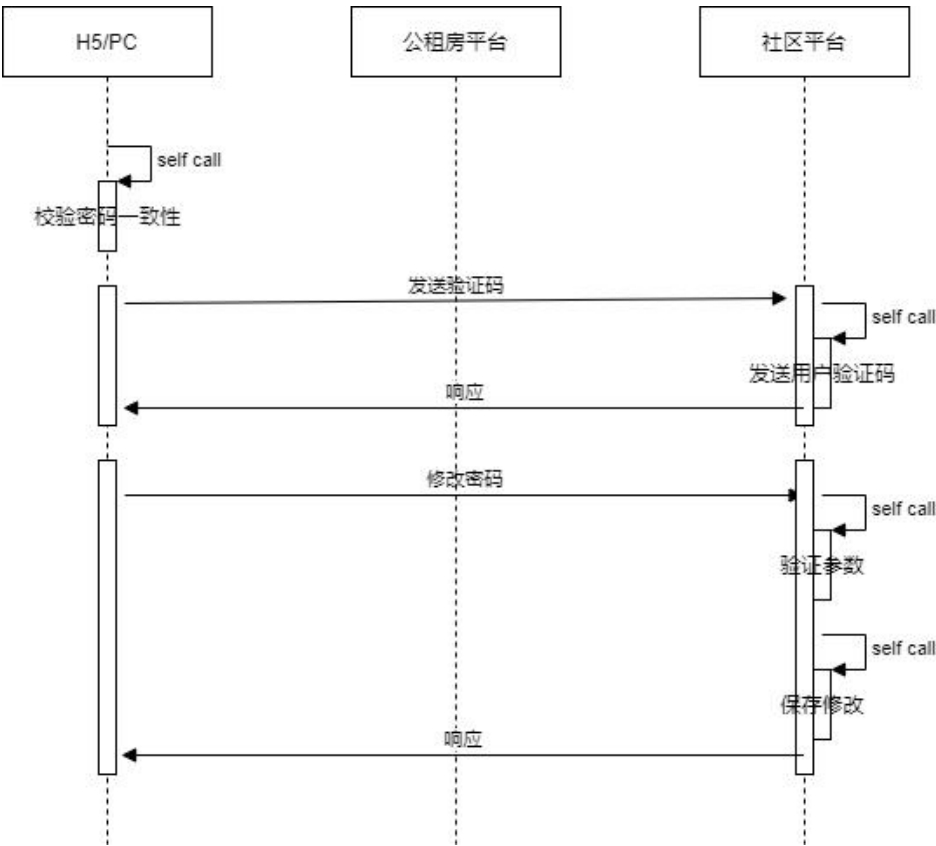 H5/PC
公租房平台
社区平台
self call
校验密码一致性
发送验证码
self call
发送用户验证码
响应
修改密码
self call
验证参数
self call
保存修改
响应